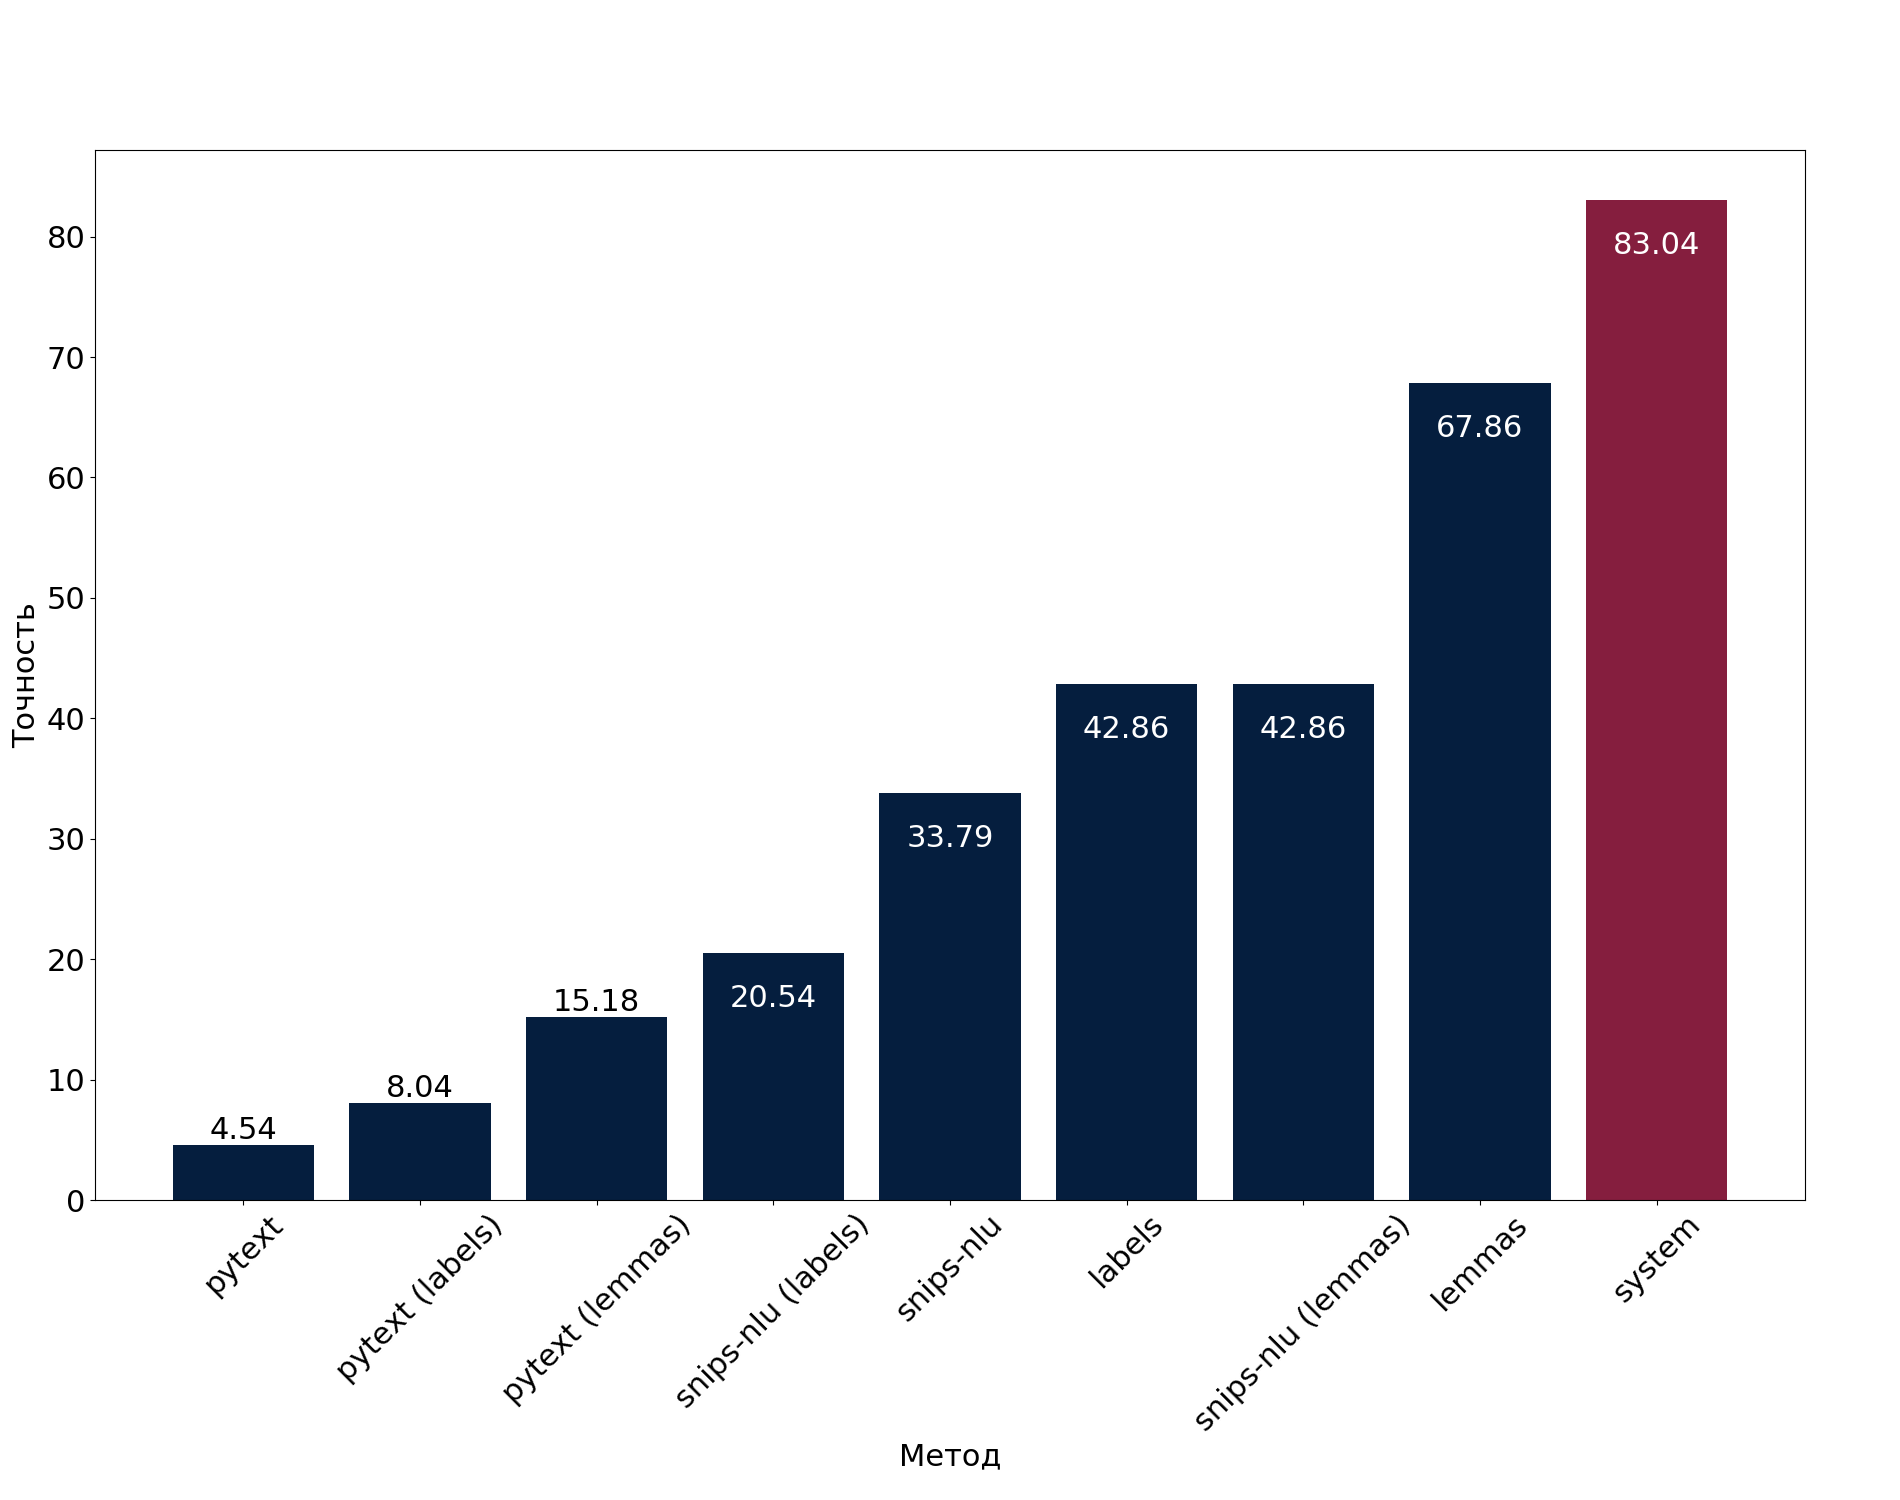 Точность
80
70
60
50
40
30
20
10
0
4.54
8.04
15.18
20.54
33.79
42.86
42.86
67.86
83.04
pytext
pytext (labels)
pytext (lemmas)
snips-nlu (labels)
snips-nlu
labels
snips-nlu (lemmas)
lemmas
system
Метод